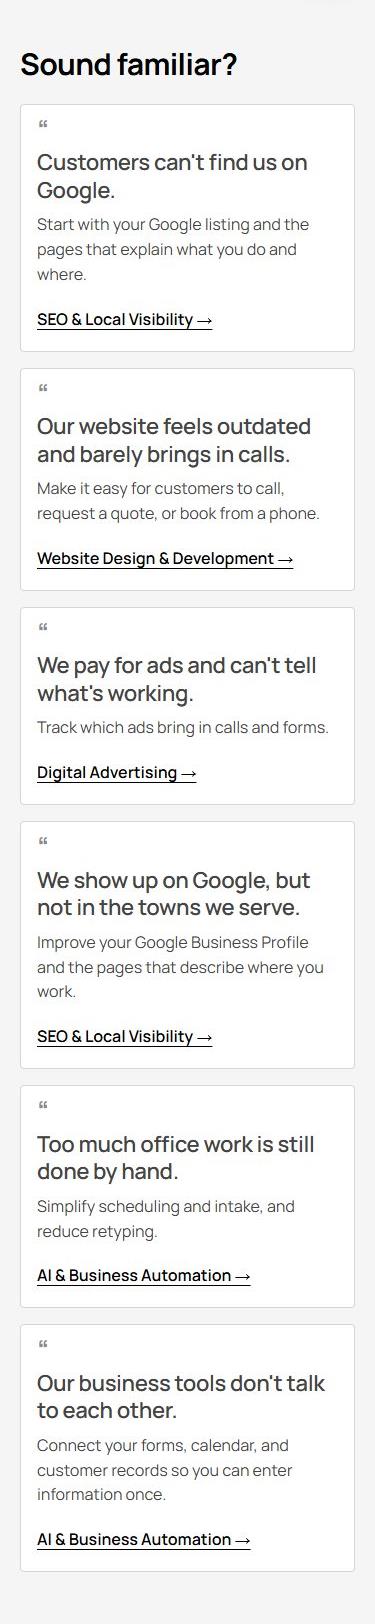 Sound familiar?
“
Customers can't find us on
Google.
Start with your Google listing and the
pages that explain what you do and
where.
SEO & Local Visibility →
“
Our website feels outdated
and barely brings in calls.
Make it easy for customers to call,
request a quote, or book from a phone.
Website Design & Development →
“
We pay for ads and can't tell
what's working.
Track which ads bring in calls and forms.
Digital Advertising →
“
We show up on Google, but
not in the towns we serve.
Improve your Google Business Profile
and the pages that describe where you
work.
SEO & Local Visibility →
“
Too much office work is still
done by hand.
Simplify scheduling and intake, and
reduce retyping.
AI & Business Automation →
“
Our business tools don't talk
to each other.
Connect your forms, calendar, and
customer records so you can enter
information once.
AI & Business Automation →